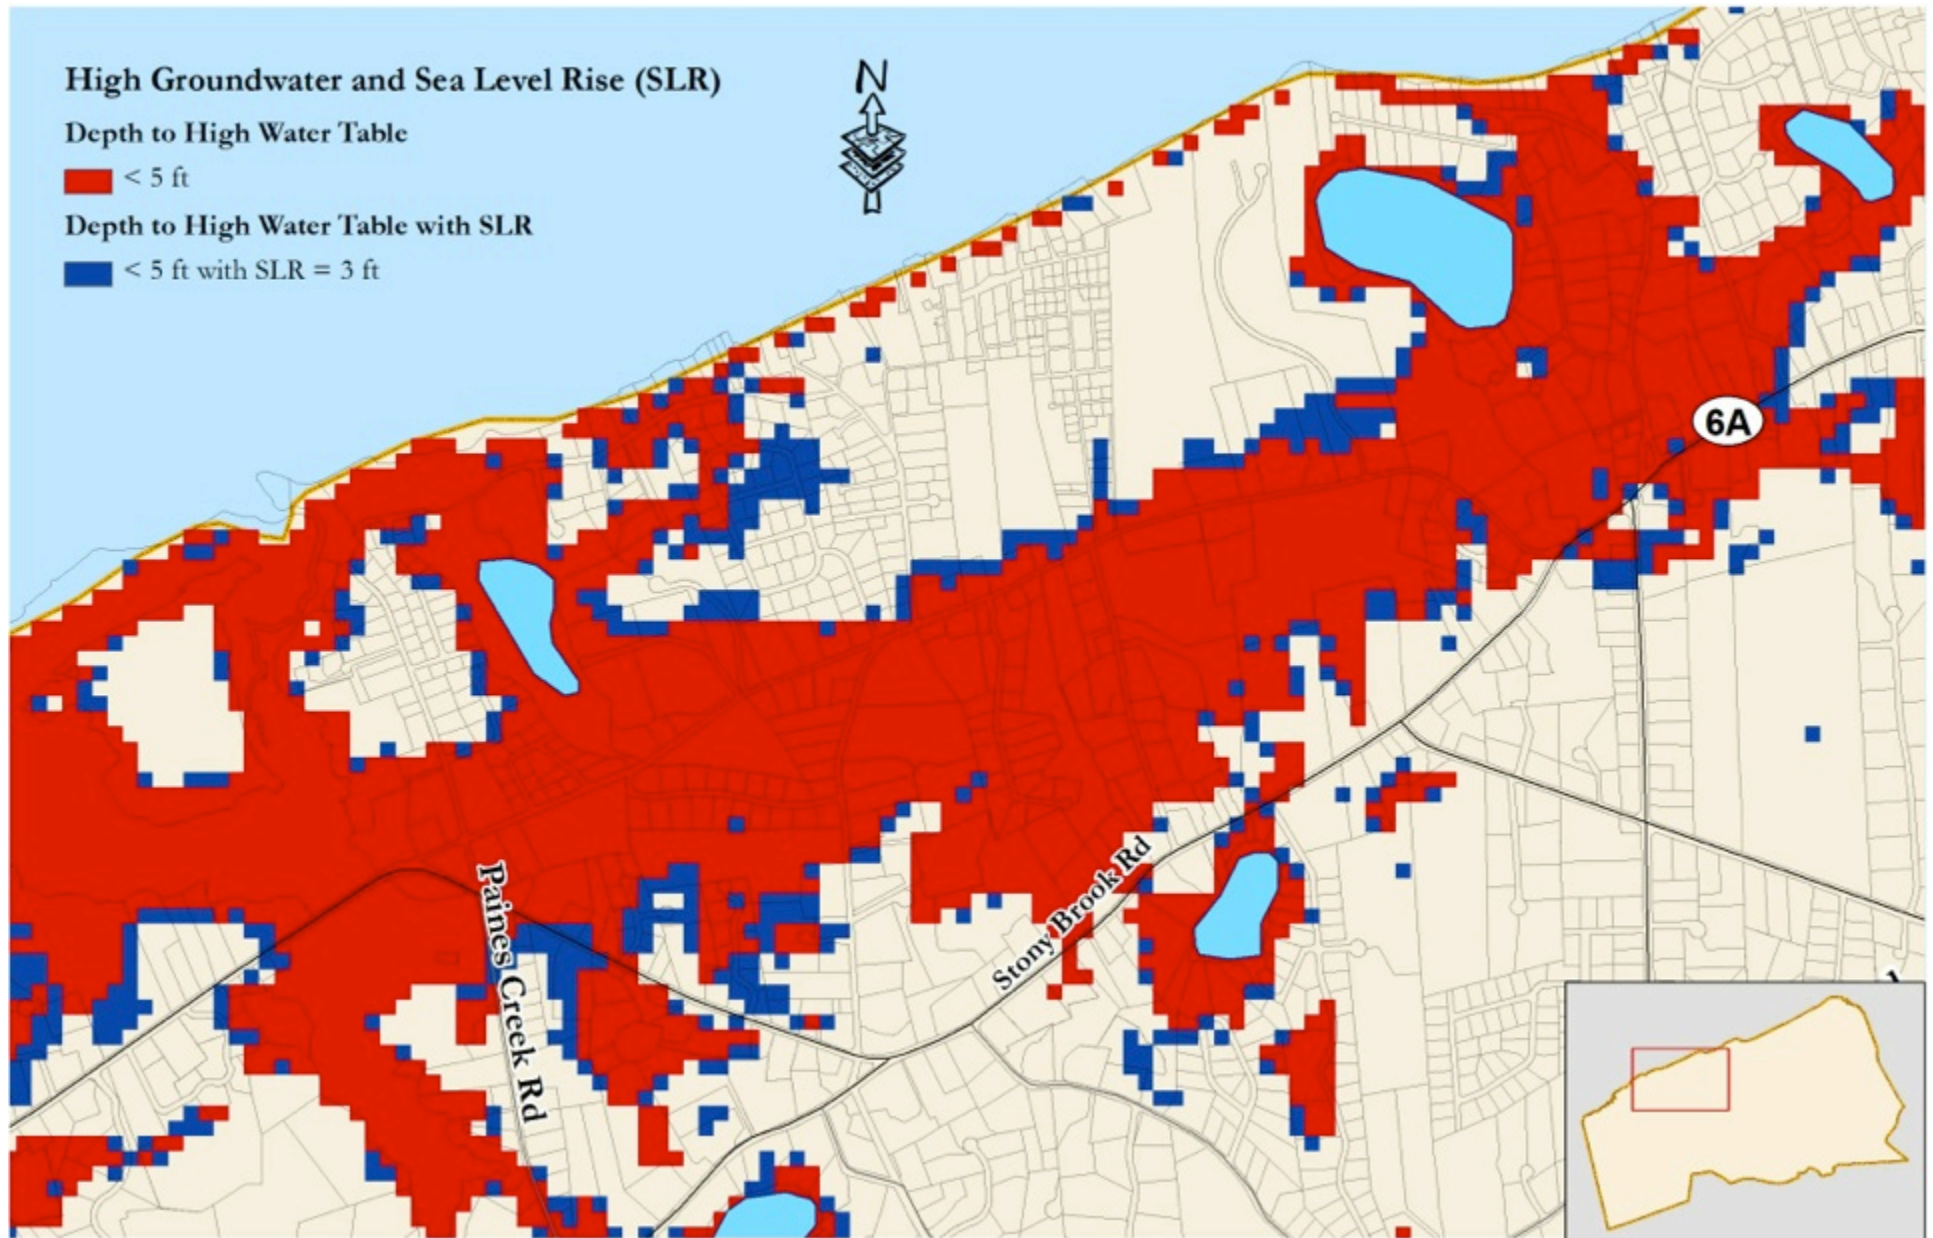 High Groundwater and Sea Level Rise (SLR)
Depth to High Water Table
< 5 ft
Depth to High Water Table with SLR
< 5 ft with SLR = 3 ft
N
6A
Stony Brook Rd
Paines Creek Rd